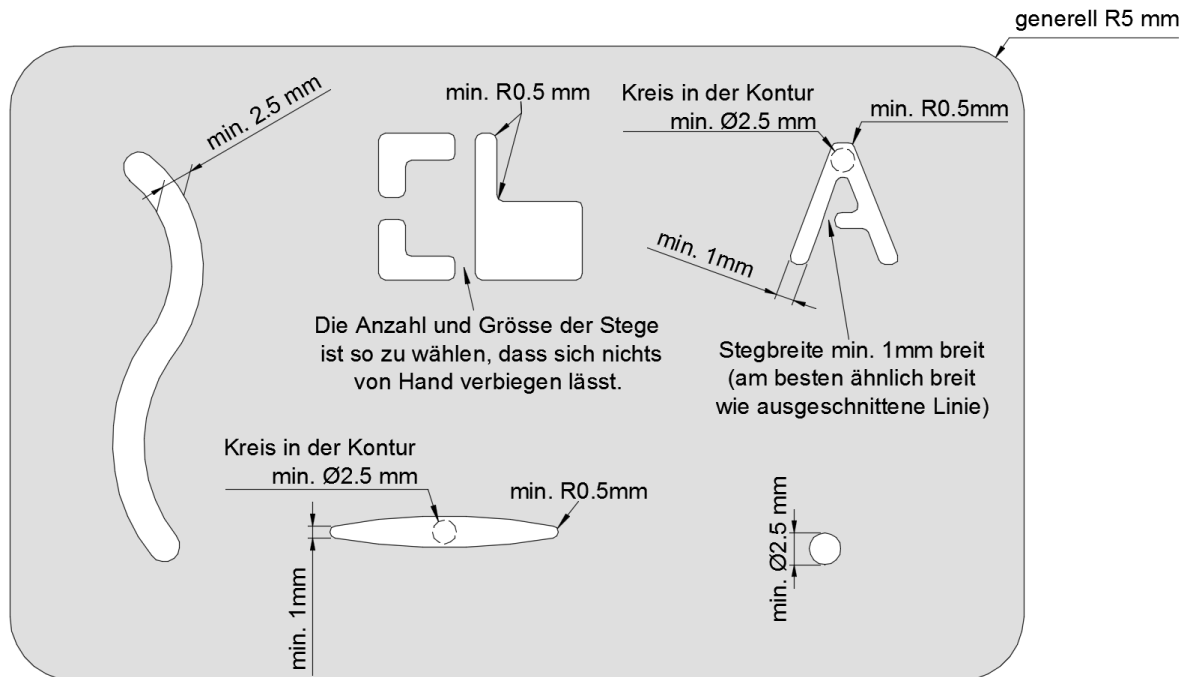 generell R5 mm
min. 2.5 mm
min. R0.5 mm
Kreis in der Kontur
min. Ø2.5 mm
min. R0.5mm
min. 1mm
Die Anzahl und Grösse der Stege
ist so zu wählen, dass sich nichts
von Hand verbiegen lässt.
Stegbreite min. 1mm breit
(am besten ähnlich breit
wie ausgeschnittene Linie)
Kreis in der Kontur
min. Ø2.5 mm
min. R0.5mm
min. 1mm
min. Ø2.5 mm